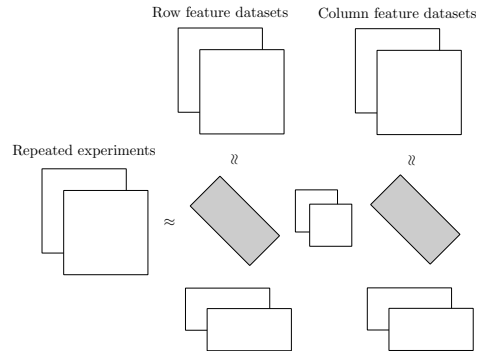 Row feature datasets
Column feature datasets
Repeated experiments
≈ ≈
≈